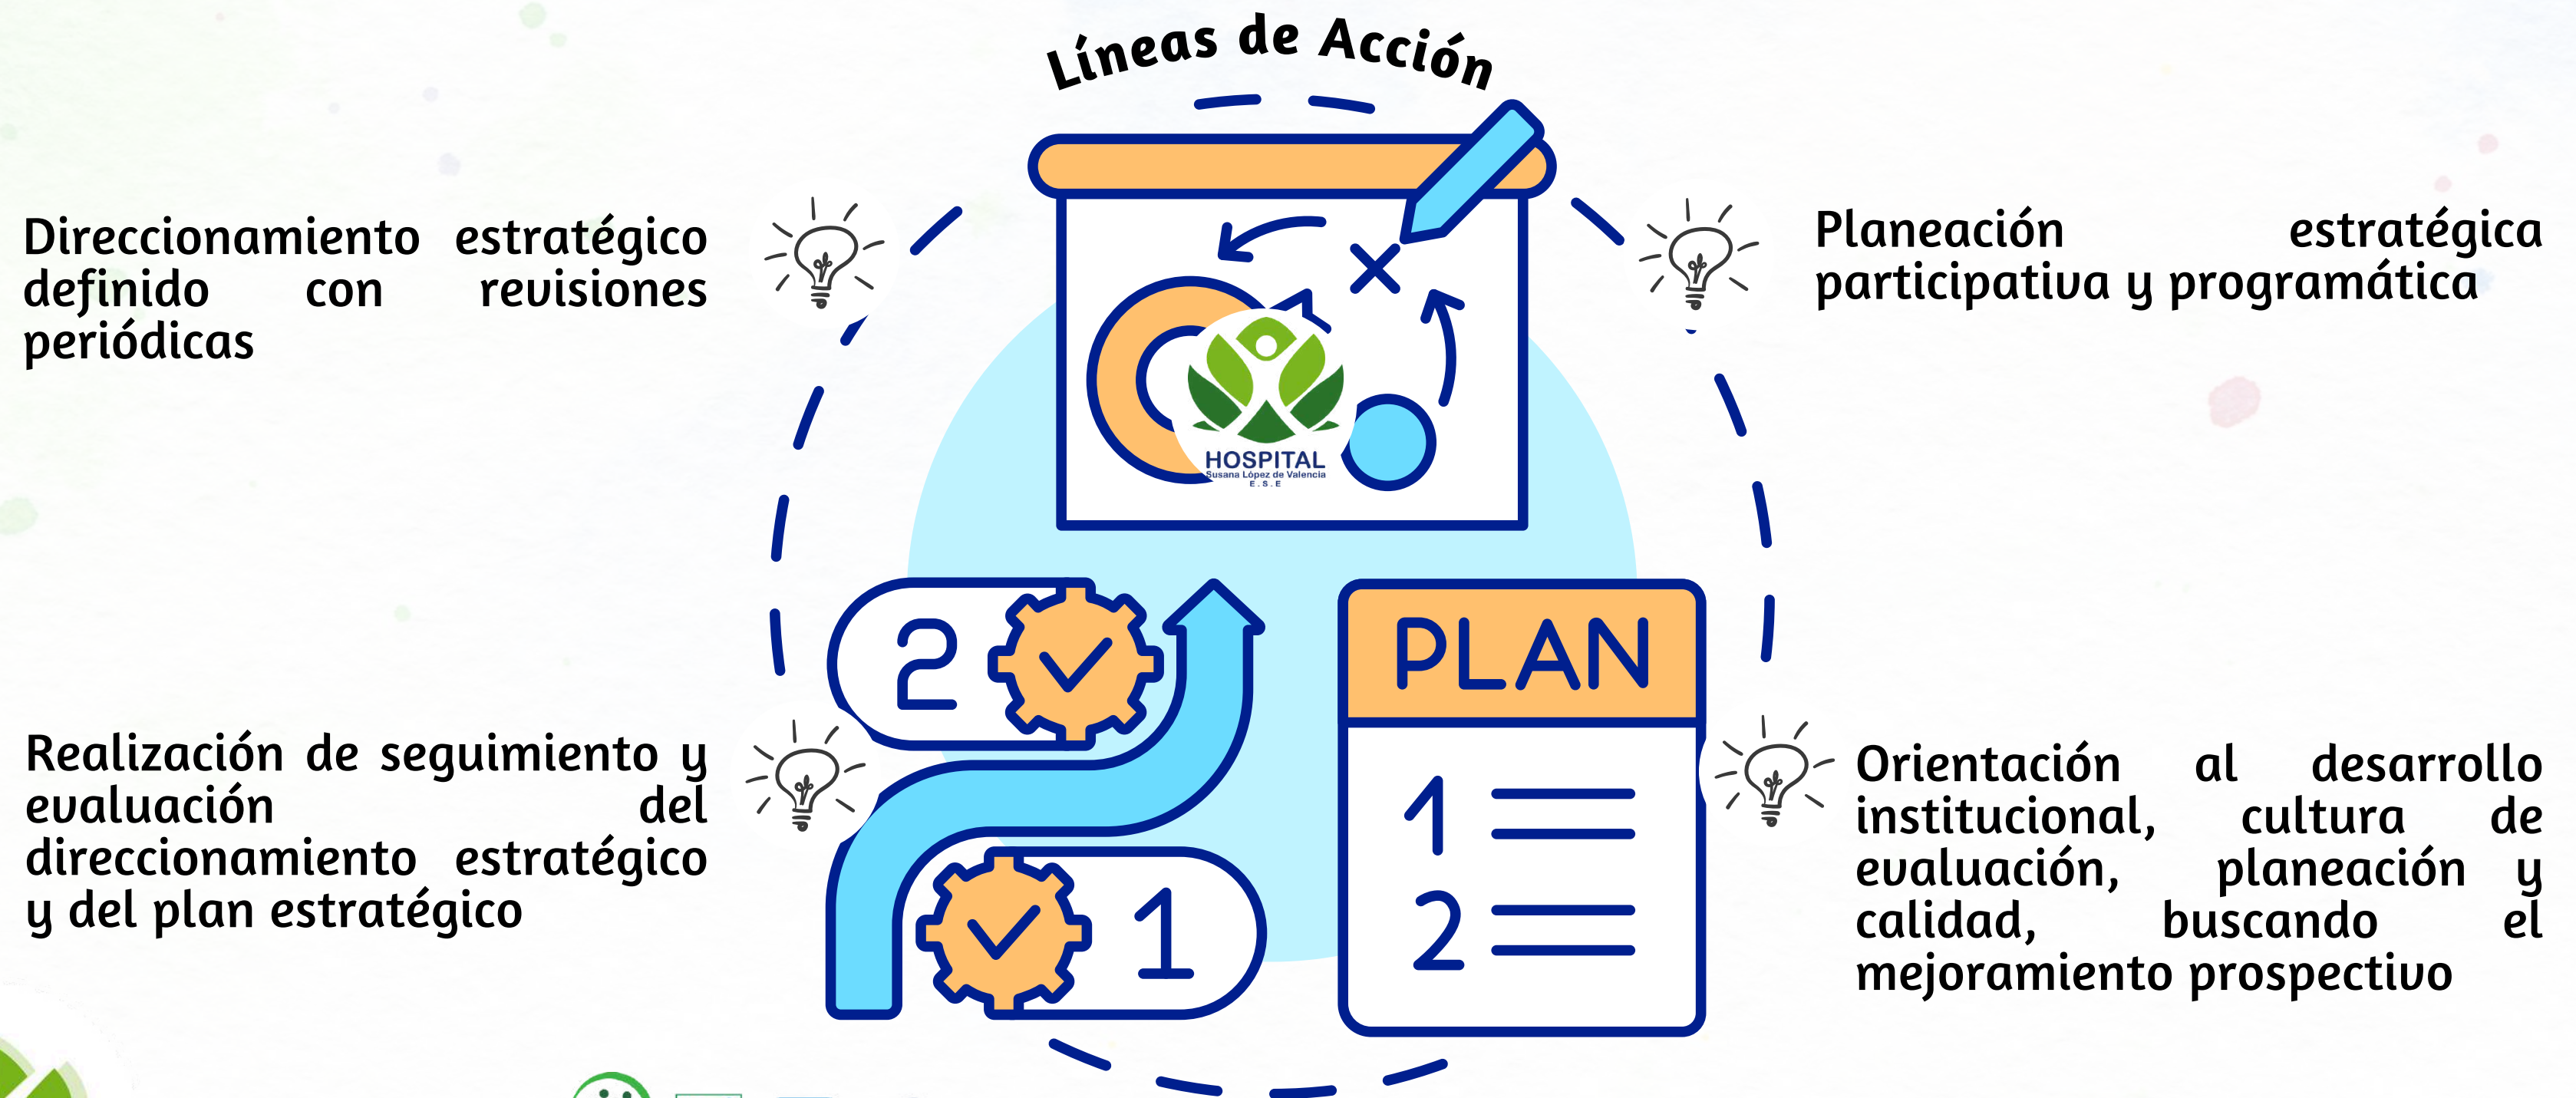 Líneas de Acción
Direccionamiento estratégico
definido con revisiones
periódicas
Planeación estratégica
participativa y programática
HOSPITAL
Susana López de Valencia
E.S.E
2
PLAN
1
2
1
Realización de seguimiento y
evaluación del
direccionamiento estratégico
y del plan estratégico
Orientación al desarrollo
institucional, cultura de
evaluación, planeación y
calidad, buscando el
mejoramiento prospectivo